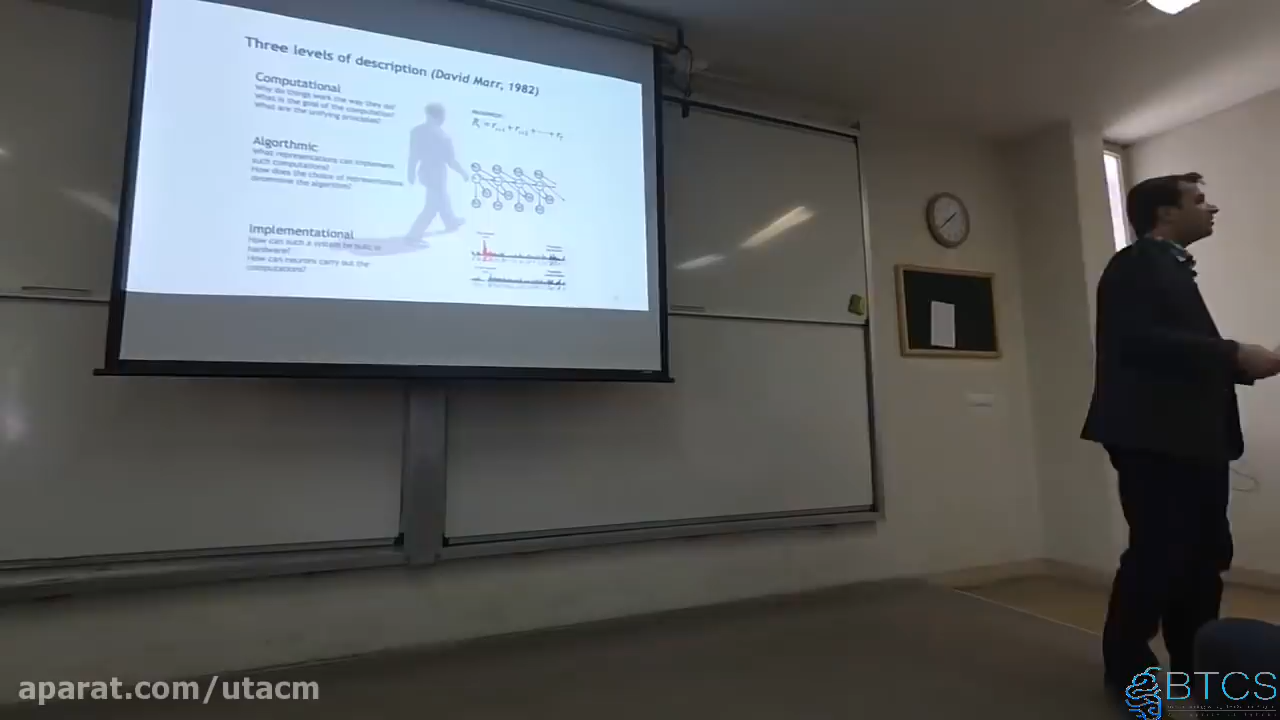 Three levels of description (David Marr, 1982)
Computational
Why do things work the way they do?
What is the goal of the computation?
What are the unifying principles?
Algorthmic
What representations can implement
such computations?
How does the choice of representations
determine the algorithm?
Implementational
How can such a system be built in
hardware?
How can neurons carry out the
computations?
aparat.com/utacm
BTCS